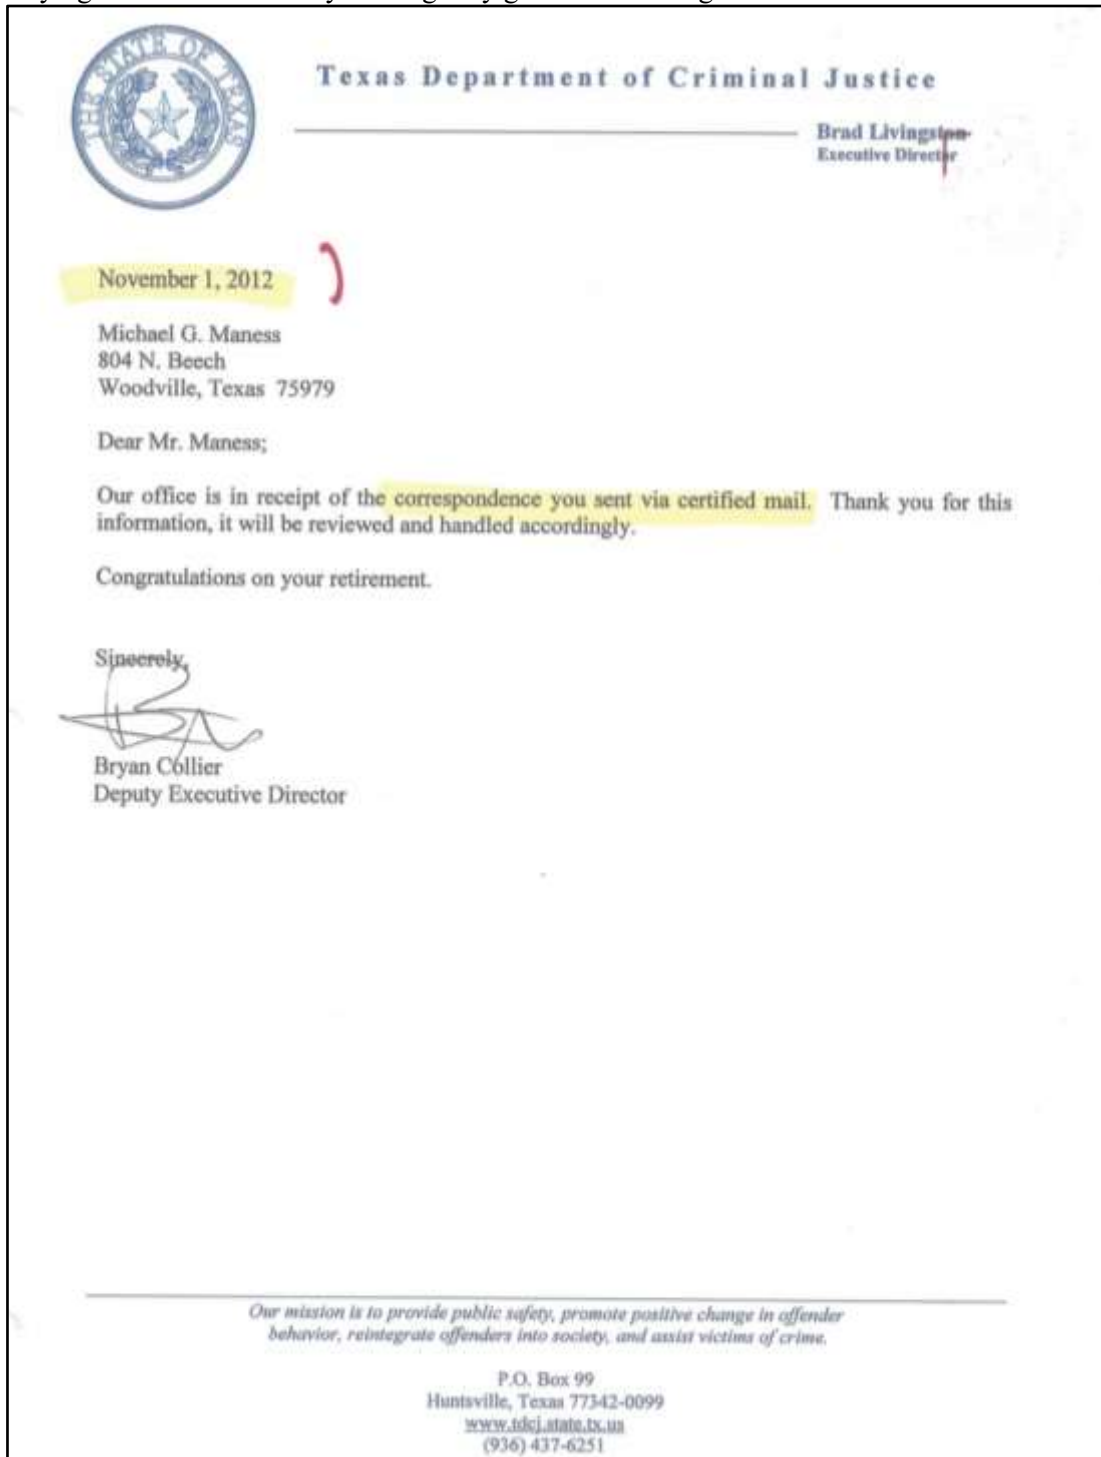 THE STATE OF TEXAS
Texas Department of Criminal Justice
Brad Livingston
Executive Director
November 1, 2012
Michael G. Maness
804 N. Beech
Woodville, Texas 75979
Dear Mr. Maness;
Our office is in receipt of the correspondence you sent via certified mail. Thank you for this
information, it will be reviewed and handled accordingly.
Congratulations on your retirement.
Sincerely,
Bryan Collier
Deputy Executive Director
Our mission is to provide public safety, promote positive change in offender
behavior, reintegrate offenders into society, and assist victims of crime.
P.O. Box 99
Huntsville, Texas 77342-0099
www.tdcj.state.tx.us
(936) 437-6251